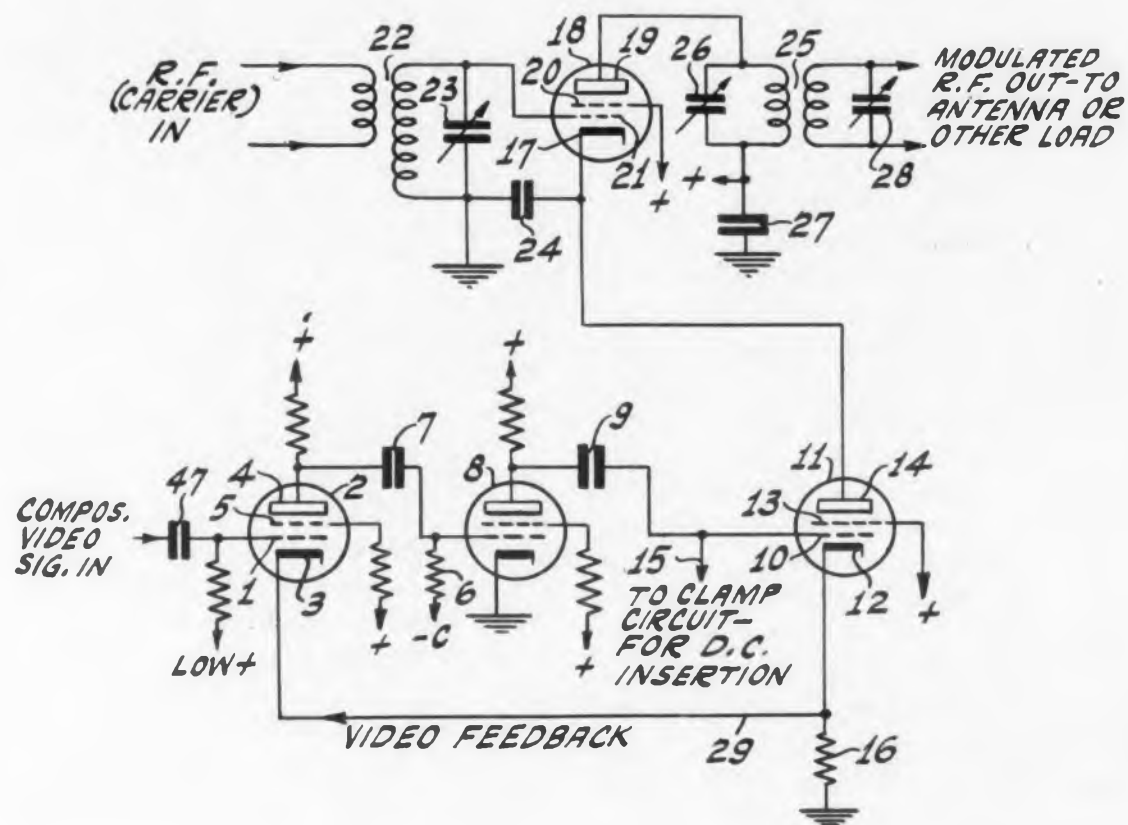 R.F.
(CARRIER)
IN
22
23
24
18
19
20
17
21
+
26
25
+
27
28
MODULATED
R.F. OUT-TO
ANTENNA OR
OTHER LOAD
COMPOS.
VIDEO
SIG. IN
47
LOW+
+
4
5
2
1
3
+
7
6
-C
+
8
+
9
15
TO CLAMP
CIRCUIT-
FOR D.C.
INSERTION
11
14
13
10
12
+
VIDEO FEEDBACK
29
16